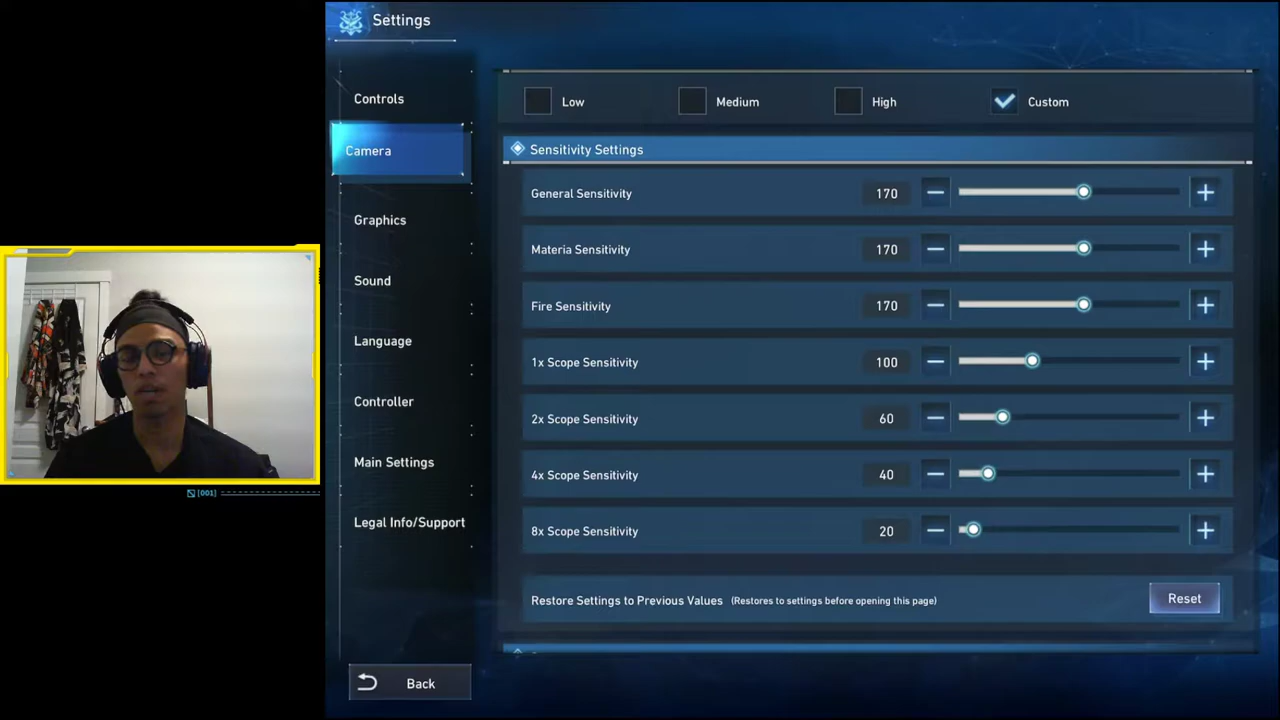 Settings
Controls
Camera
Graphics
Sound
Language
Controller
Main Settings
Legal Info/Support
Back
Low
Medium
High
Custom
Sensitivity Settings
General Sensitivity 170
Materia Sensitivity 170
Fire Sensitivity 170
1x Scope Sensitivity 100
2x Scope Sensitivity 60
4x Scope Sensitivity 40
8x Scope Sensitivity 20
Restore Settings to Previous Values (Restores to settings before opening this page) Reset
[001]